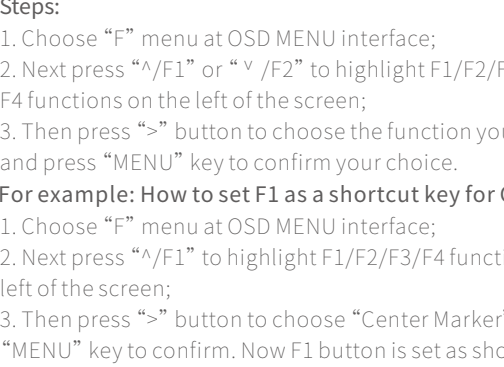 Steps:
1. Choose “F” menu at OSD MENU interface;
2. Next press “^/F1” or “ ˅ /F2” to highlight F1/F2/
F4 functions on the left of the screen;
3. Then press “>” button to choose the function
and press “MENU” key to confirm your choice.
For example: How to set F1 as a shortcut key for
1. Choose “F” menu at OSD MENU interface;
2. Next press “^/F1” to highlight F1/F2/F3/F4
left of the screen;
3. Then press “>” button to choose “Center Marker
“MENU” key to confirm. Now F1 button is set as